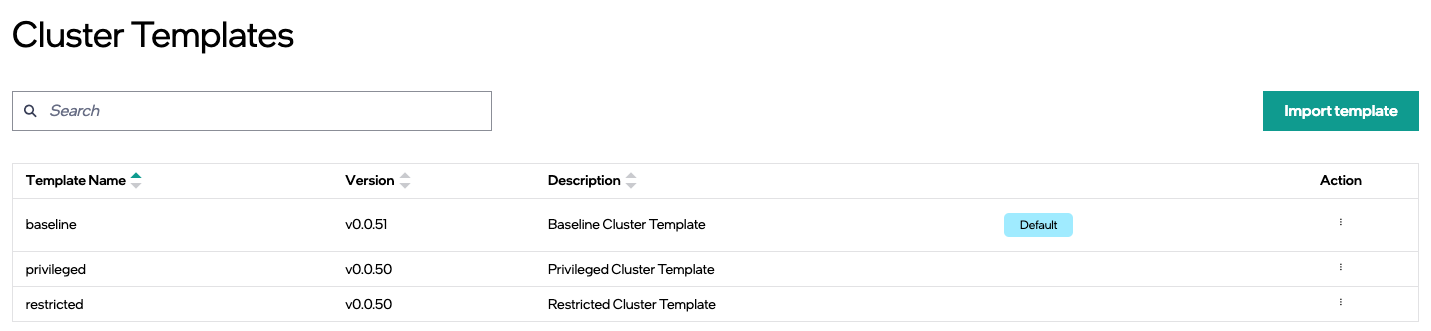 Cluster Templates
Search
Import template
Template Name Version Description Action
baseline v0.0.51 Baseline Cluster Template Default
privileged v0.0.50 Privileged Cluster Template
restricted v0.0.50 Restricted Cluster Template